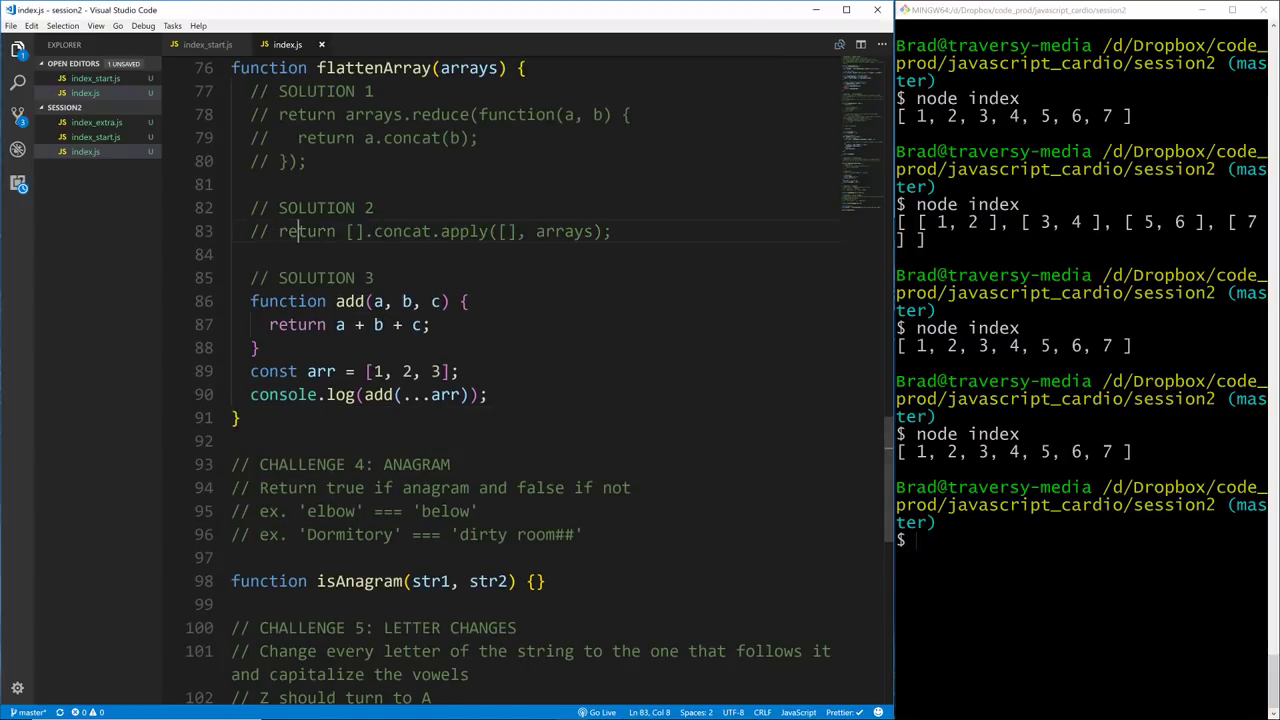 index.js - session2 - Visual Studio Code
File Edit Selection View Go Debug Tasks Help
EXPLORER
OPEN EDITORS 1 UNSAVED
index_start.js U
index.js U
SESSION2
index_extra.js U
index_start.js U
index.js U
index_start.js index.js
76 function flattenArray(arrays) {
77 // SOLUTION 1
78 // return arrays.reduce(function(a, b) {
79 //   return a.concat(b);
80 // });
81
82 // SOLUTION 2
83 // return [].concat.apply([], arrays);
84
85 // SOLUTION 3
86 function add(a, b, c) {
87   return a + b + c;
88 }
89 const arr = [1, 2, 3];
90 console.log(add(...arr));
91 }
92
93 // CHALLENGE 4: ANAGRAM
94 // Return true if anagram and false if not
95 // ex. 'elbow' === 'below'
96 // ex. 'Dormitory' === 'dirty room##'
97
98 function isAnagram(str1, str2) {}
99
100 // CHALLENGE 5: LETTER CHANGES
101 // Change every letter of the string to the one that follows it
and capitalize the vowels
102 // Z should turn to A
master* 0 0 Go Live Ln 83, Col 8 Spaces: 2 UTF-8 CRLF JavaScript Prettier: ✓
MINGW64:/d/Dropbox/code_prod/javascript_cardio/session2
Brad@traversy-media /d/Dropbox/code_
prod/javascript_cardio/session2 (mas
ter)
$ node index
[ 1, 2, 3, 4, 5, 6, 7 ]
Brad@traversy-media /d/Dropbox/code_
prod/javascript_cardio/session2 (mas
ter)
$ node index
[ [ 1, 2 ], [ 3, 4 ], [ 5, 6 ], [ 7
] ]
Brad@traversy-media /d/Dropbox/code_
prod/javascript_cardio/session2 (mas
ter)
$ node index
[ 1, 2, 3, 4, 5, 6, 7 ]
Brad@traversy-media /d/Dropbox/code_
prod/javascript_cardio/session2 (mas
ter)
$ node index
[ 1, 2, 3, 4, 5, 6, 7 ]
Brad@traversy-media /d/Dropbox/code_
prod/javascript_cardio/session2 (mas
ter)
$